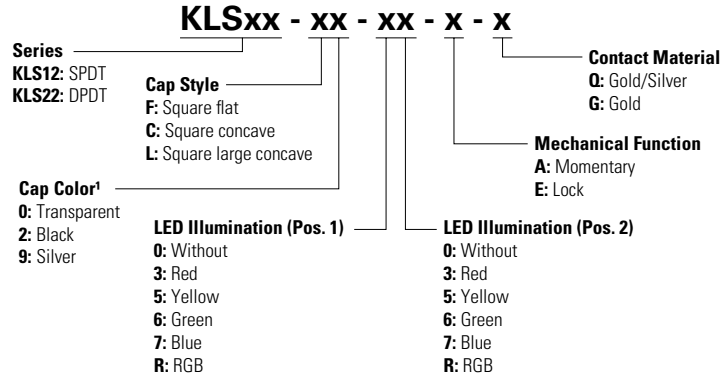 KLSxx - xx - xx - x - x
Series
KLS12: SPDT
KLS22: DPDT
Cap Style
F: Square flat
C: Square concave
L: Square large concave
Contact Material
Q: Gold/Silver
G: Gold
Mechanical Function
A: Momentary
E: Lock
Cap Color¹
0: Transparent
2: Black
9: Silver
LED Illumination (Pos. 1)
0: Without
3: Red
5: Yellow
6: Green
7: Blue
R: RGB
LED Illumination (Pos. 2)
0: Without
3: Red
5: Yellow
6: Green
7: Blue
R: RGB